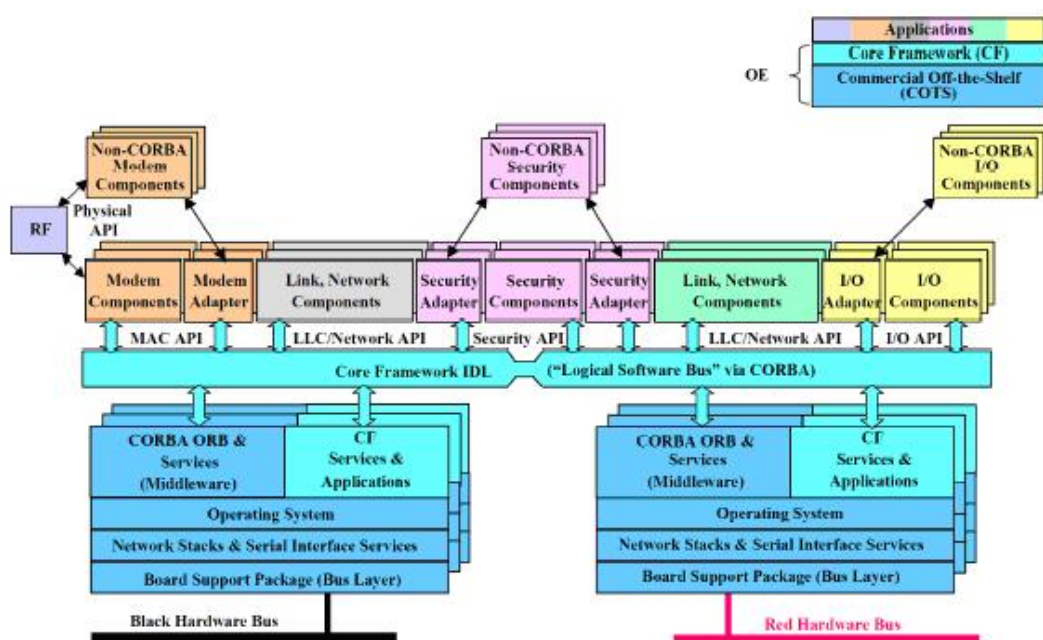 Applications
Core Framework (CF)
OE
Commercial Off-the-Shelf
(COTS)
Non-CORBA
Modem
Components
Non-CORBA
Security
Components
Non-CORBA
I/O
Components
Physical
API
RF
Modem
Components
Modem
Adapter
Link, Network
Components
Security
Adapter
Security
Components
Security
Adapter
Link, Network
Components
I/O
Adapter
I/O
Components
MAC API
LLC/Network API
Security API
LLC/Network API
I/O API
Core Framework IDL
("Logical Software Bus" via CORBA)
CORBA ORB &
Services
(Middleware)
CF
Services &
Applications
Operating System
Network Stacks & Serial Interface Services
Board Support Package (Bus Layer)
CORBA ORB &
Services
(Middleware)
CF
Services &
Applications
Operating System
Network Stacks & Serial Interface Services
Board Support Package (Bus Layer)
Black Hardware Bus
Red Hardware Bus